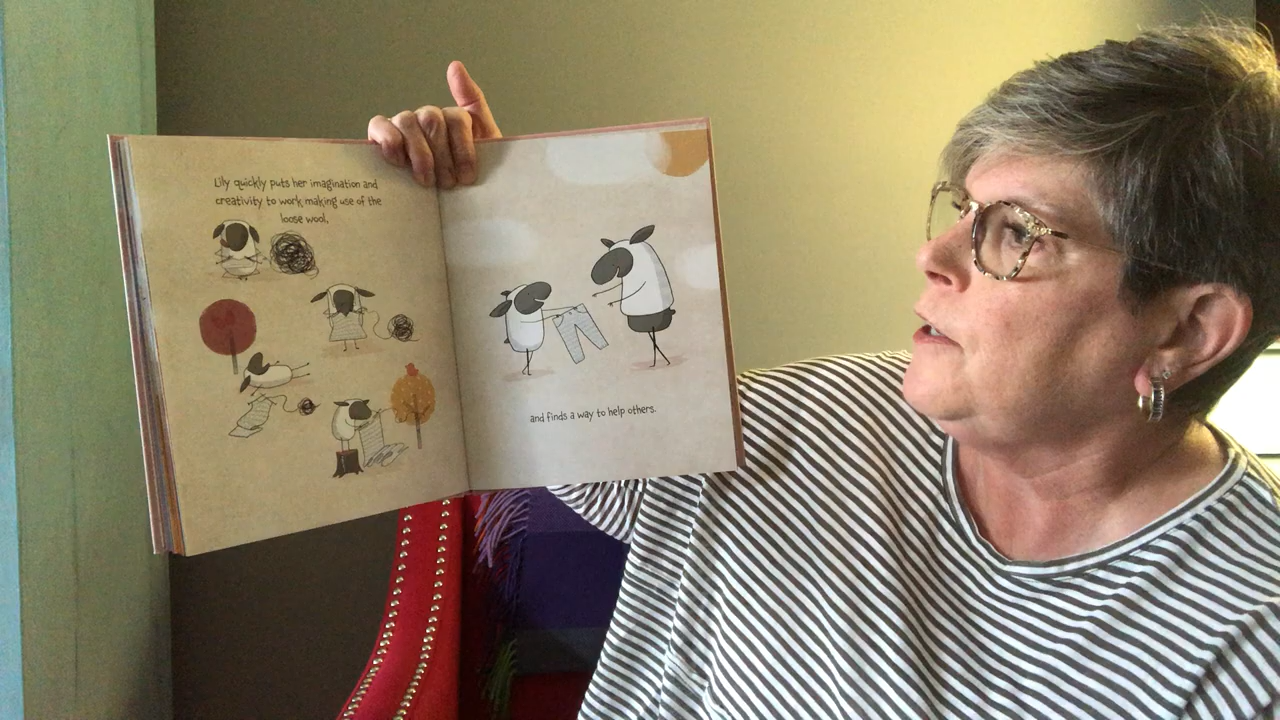 Lily quickly puts her imagination and
creativity to work making use of the
loose wool,
and finds a way to help others.